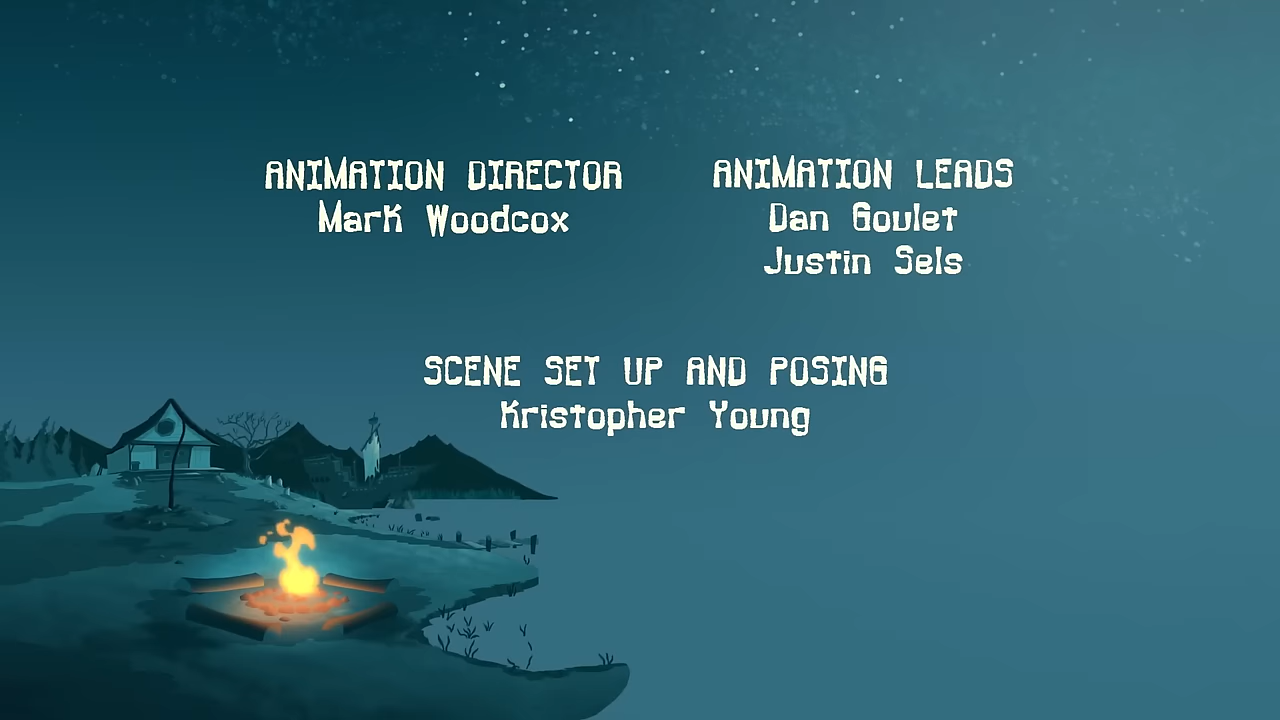 ANIMATION DIRECTOR
Mark Woodcox
ANIMATION LEADS
Dan Goulet
Justin Sels
SCENE SET UP AND POSING
Kristopher Young